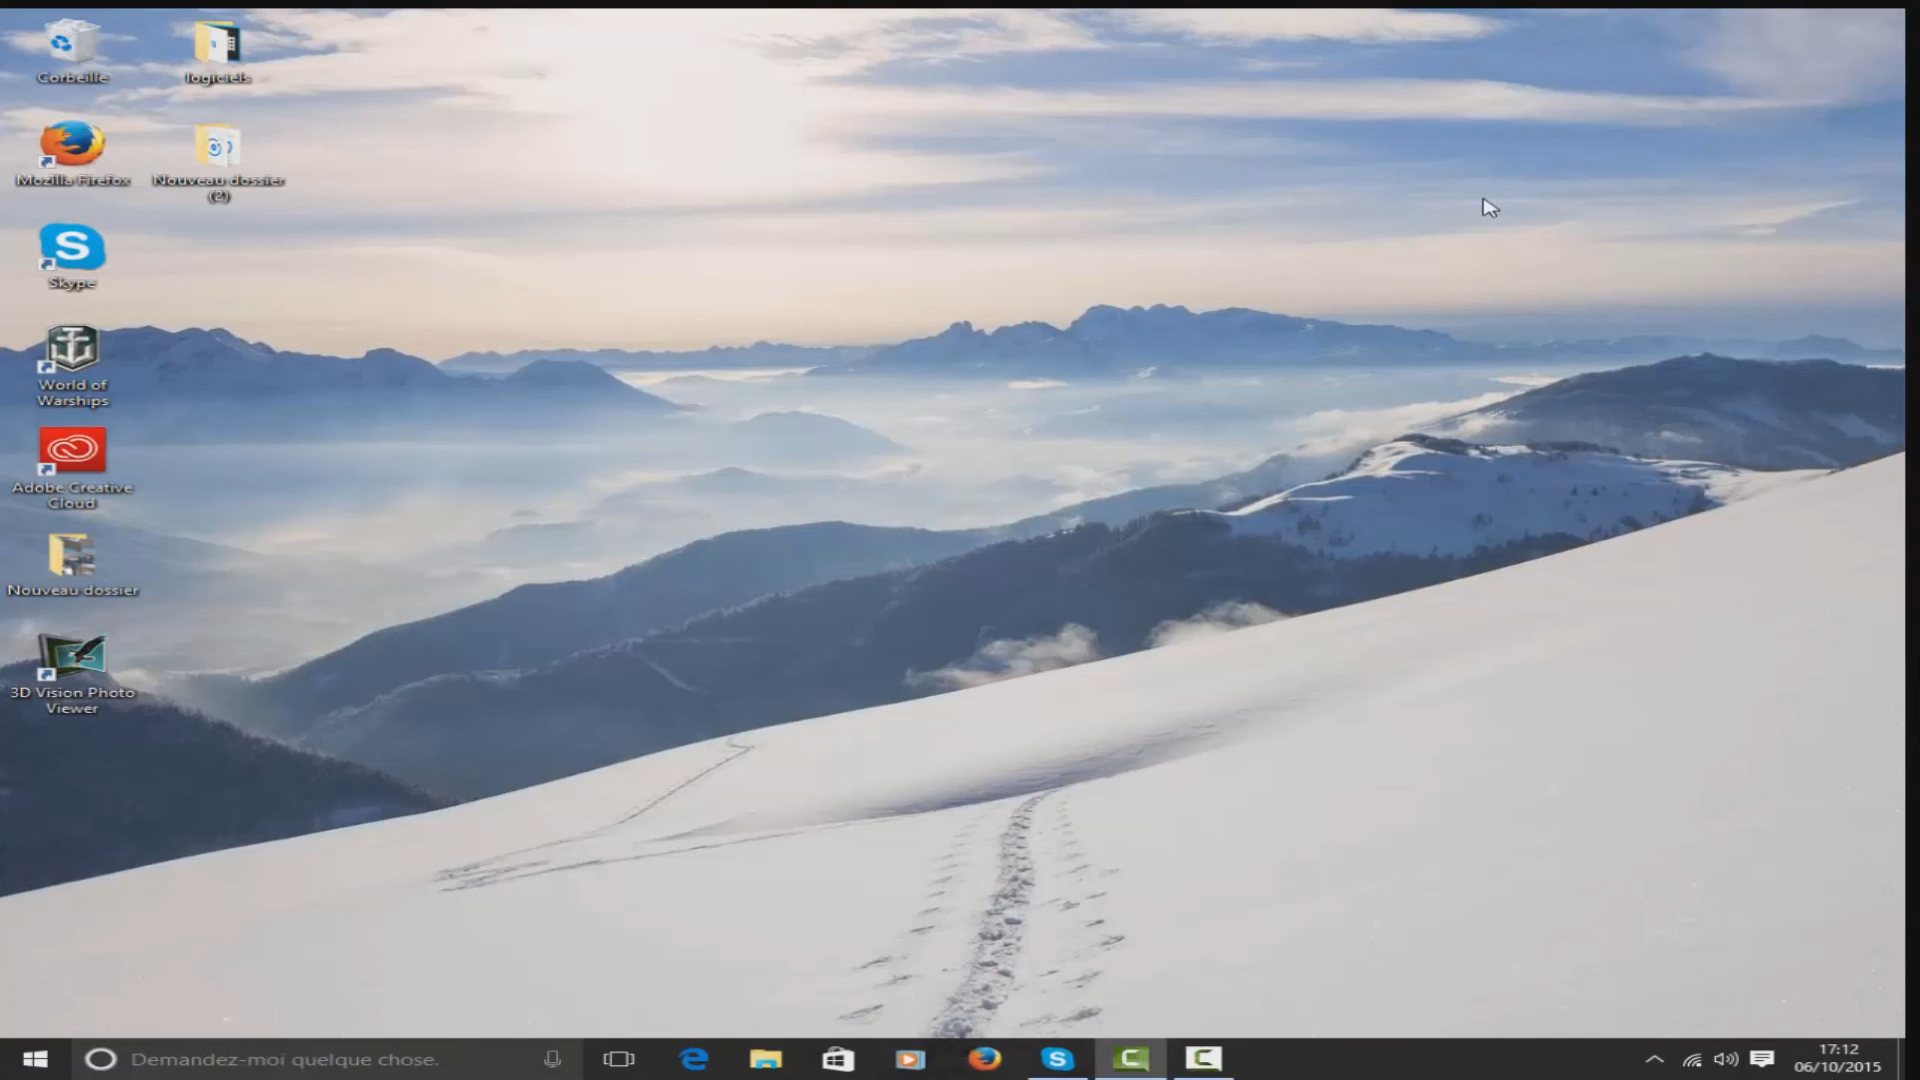 Corbeille
logiciels
Mozilla Firefox
Nouveau dossier
(2)
Skype
World of
Warships
Adobe Creative
Cloud
Nouveau dossier
3D Vision Photo
Viewer
Demandez-moi quelque chose.
17:12
06/10/2015